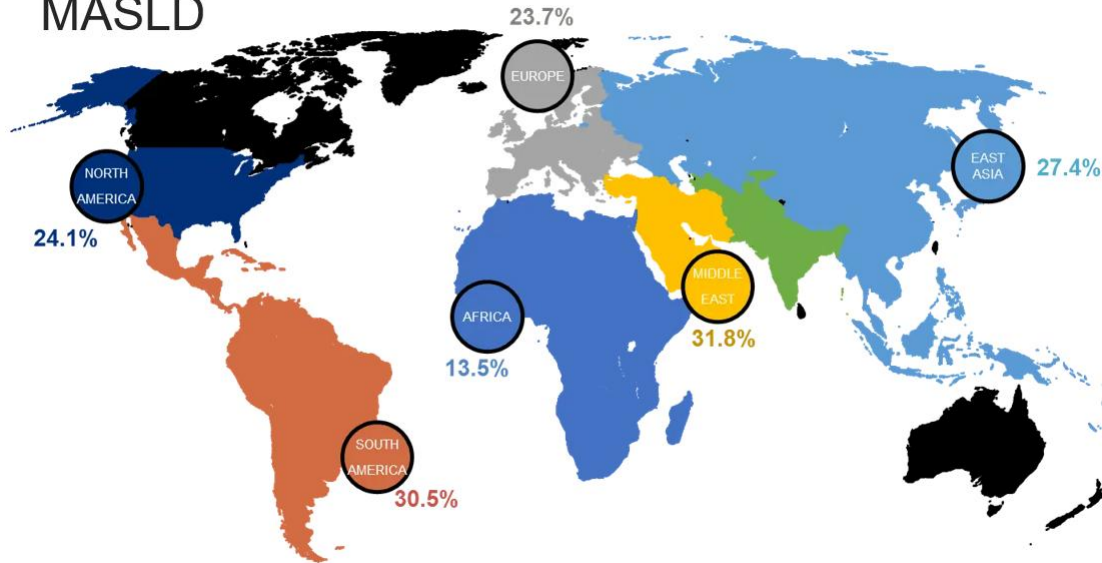 MASLD
23.7%
EUROPE
NORTH
AMERICA
24.1%
EAST
ASIA
27.4%
MIDDLE
EAST
31.8%
AFRICA
13.5%
SOUTH
AMERICA
30.5%